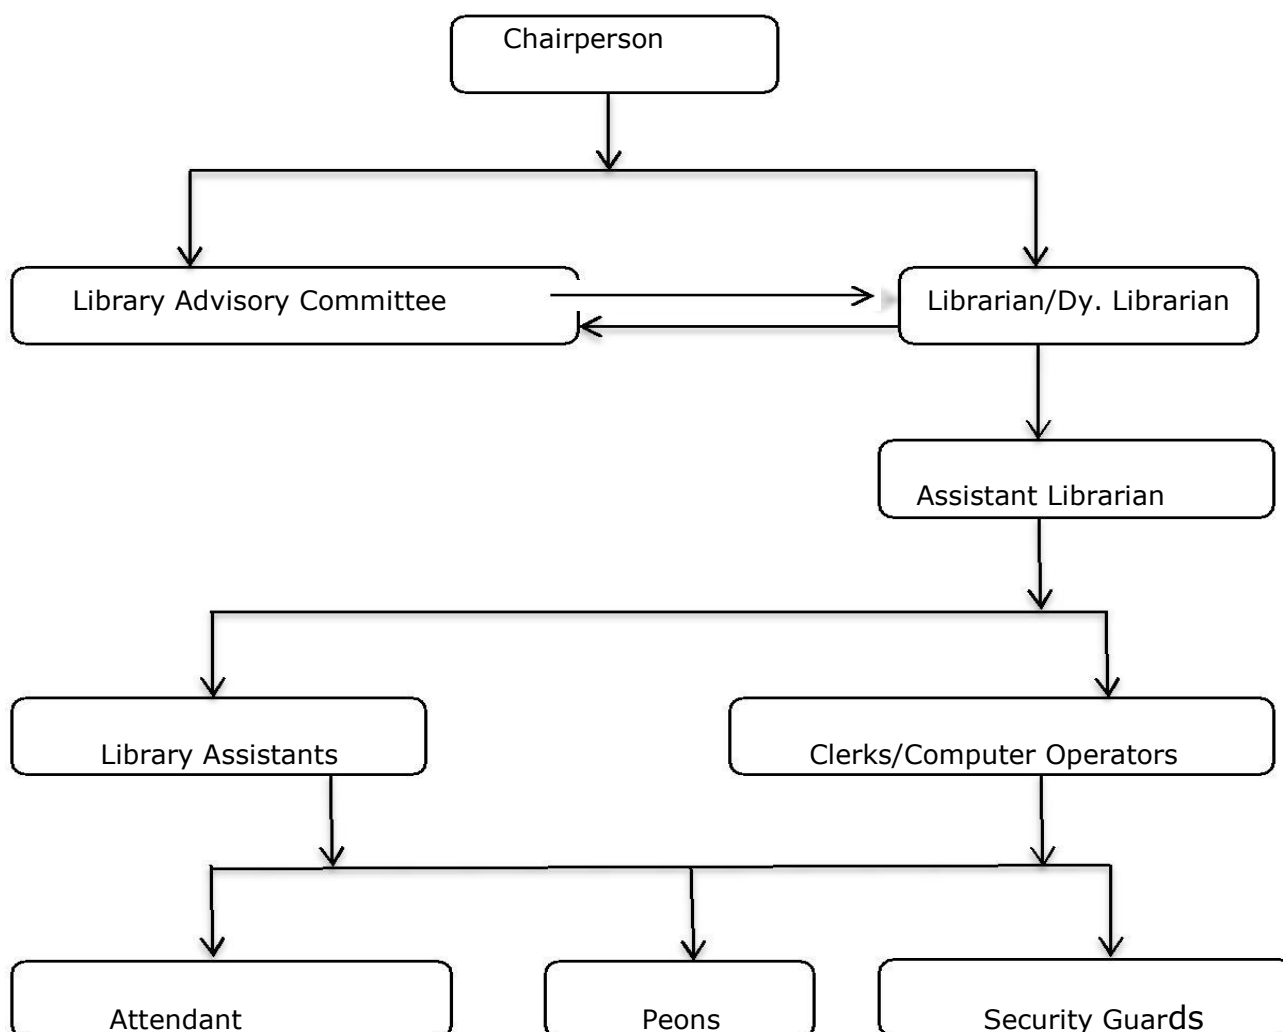 Chairperson
Library Advisory Committee
Librarian/Dy. Librarian
Assistant Librarian
Library Assistants
Clerks/Computer Operators
Attendant
Peons
Security Guards